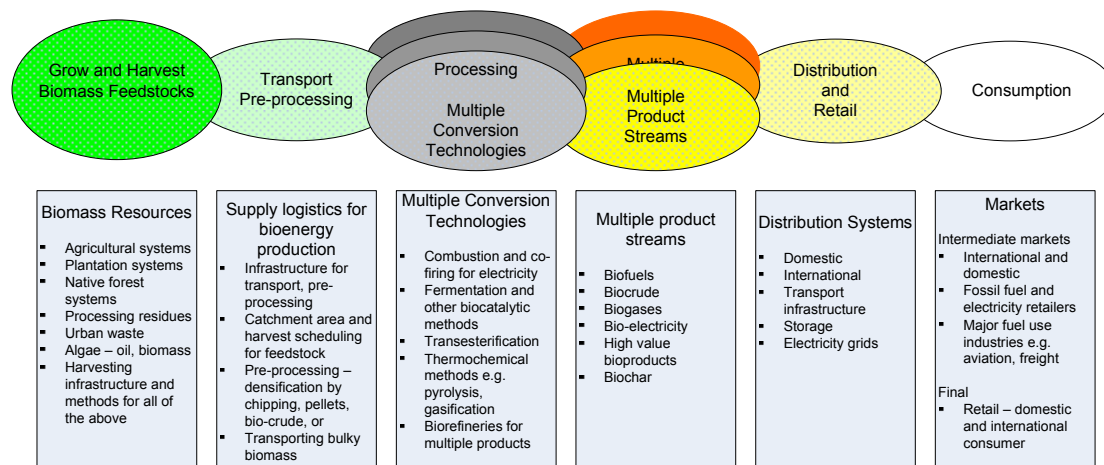 Grow and Harvest
Biomass Feedstocks
Transport
Pre-processing
Processing
Multiple
Conversion
Technologies
Multiple
Multiple
Product
Streams
Distribution
and
Retail
Consumption
Biomass Resources
▪ Agricultural systems
▪ Plantation systems
▪ Native forest
systems
▪ Processing residues
▪ Urban waste
▪ Algae – oil, biomass
▪ Harvesting
infrastructure and
methods for all of
the above
Supply logistics for
bioenergy
production
▪ Infrastructure for
transport, pre-
processing
▪ Catchment area and
harvest scheduling
for feedstock
▪ Pre-processing –
densification by
chipping, pellets,
bio-crude, or
▪ Transporting bulky
biomass
Multiple Conversion
Technologies
▪ Combustion and co-
firing for electricity
▪ Fermentation and
other biocatalytic
methods
▪ Transesterification
▪ Thermochemical
methods e.g.
pyrolysis,
gasification
▪ Biorefineries for
multiple products
Multiple product
streams
▪ Biofuels
▪ Biocrude
▪ Biogases
▪ Bio-electricity
▪ High value
bioproducts
▪ Biochar
Distribution Systems
▪ Domestic
▪ International
▪ Transport
infrastructure
▪ Storage
▪ Electricity grids
Markets
Intermediate markets
▪ International and
domestic
▪ Fossil fuel and
electricity retailers
▪ Major fuel use
industries e.g.
aviation, freight
Final
▪ Retail – domestic
and international
consumer